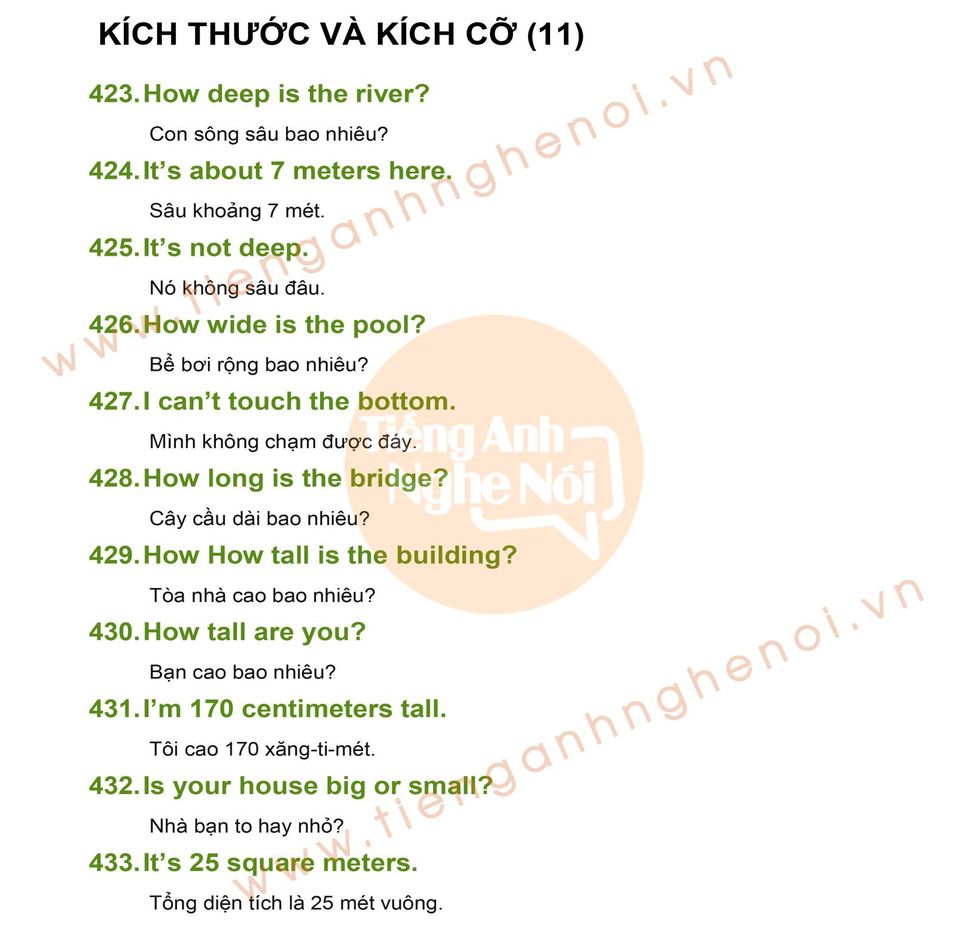 KÍCH THƯỚC VÀ KÍCH CỠ (11)
423. How deep is the river?
Con sông sâu bao nhiêu?
424. It’s about 7 meters here.
Sâu khoảng 7 mét.
425. It’s not deep.
Nó không sâu đâu.
426. How wide is the pool?
Bể bơi rộng bao nhiêu?
427. I can’t touch the bottom.
Mình không chạm được đáy.
428. How long is the bridge?
Cây cầu dài bao nhiêu?
429. How How tall is the building?
Tòa nhà cao bao nhiêu?
430. How tall are you?
Bạn cao bao nhiêu?
431. I’m 170 centimeters tall.
Tôi cao 170 xăng-ti-mét.
432. Is your house big or small?
Nhà bạn to hay nhỏ?
433. It’s 25 square meters.
Tổng diện tích là 25 mét vuông.
www.tienganhnghenoi.vn
Tiếng Anh
Nghe Nói
www.tienganhnghenoi.vn